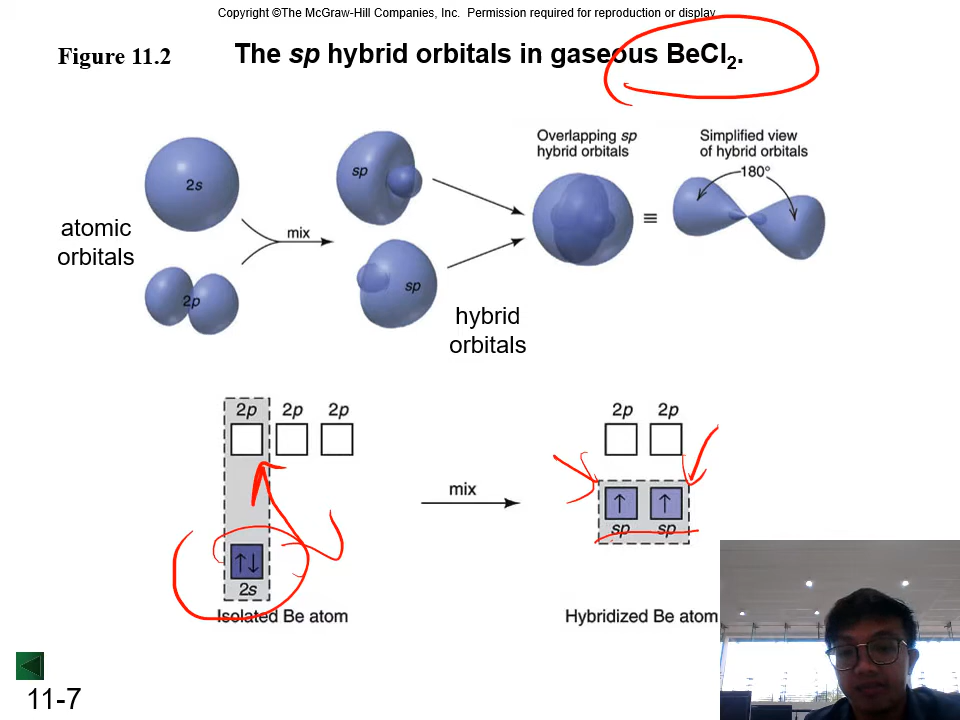 Copyright ©The McGraw-Hill Companies, Inc. Permission required for reproduction or display
Figure 11.2
The sp hybrid orbitals in gaseous BeCl2.
atomic
orbitals
2s
2p
mix
sp
sp
hybrid
orbitals
Overlapping sp
hybrid orbitals
≡
Simplified view
of hybrid orbitals
180°
2p 2p 2p
↑↓
2s
Isolated Be atom
mix
2p 2p
↑ ↑
sp sp
Hybridized Be atom
11-7